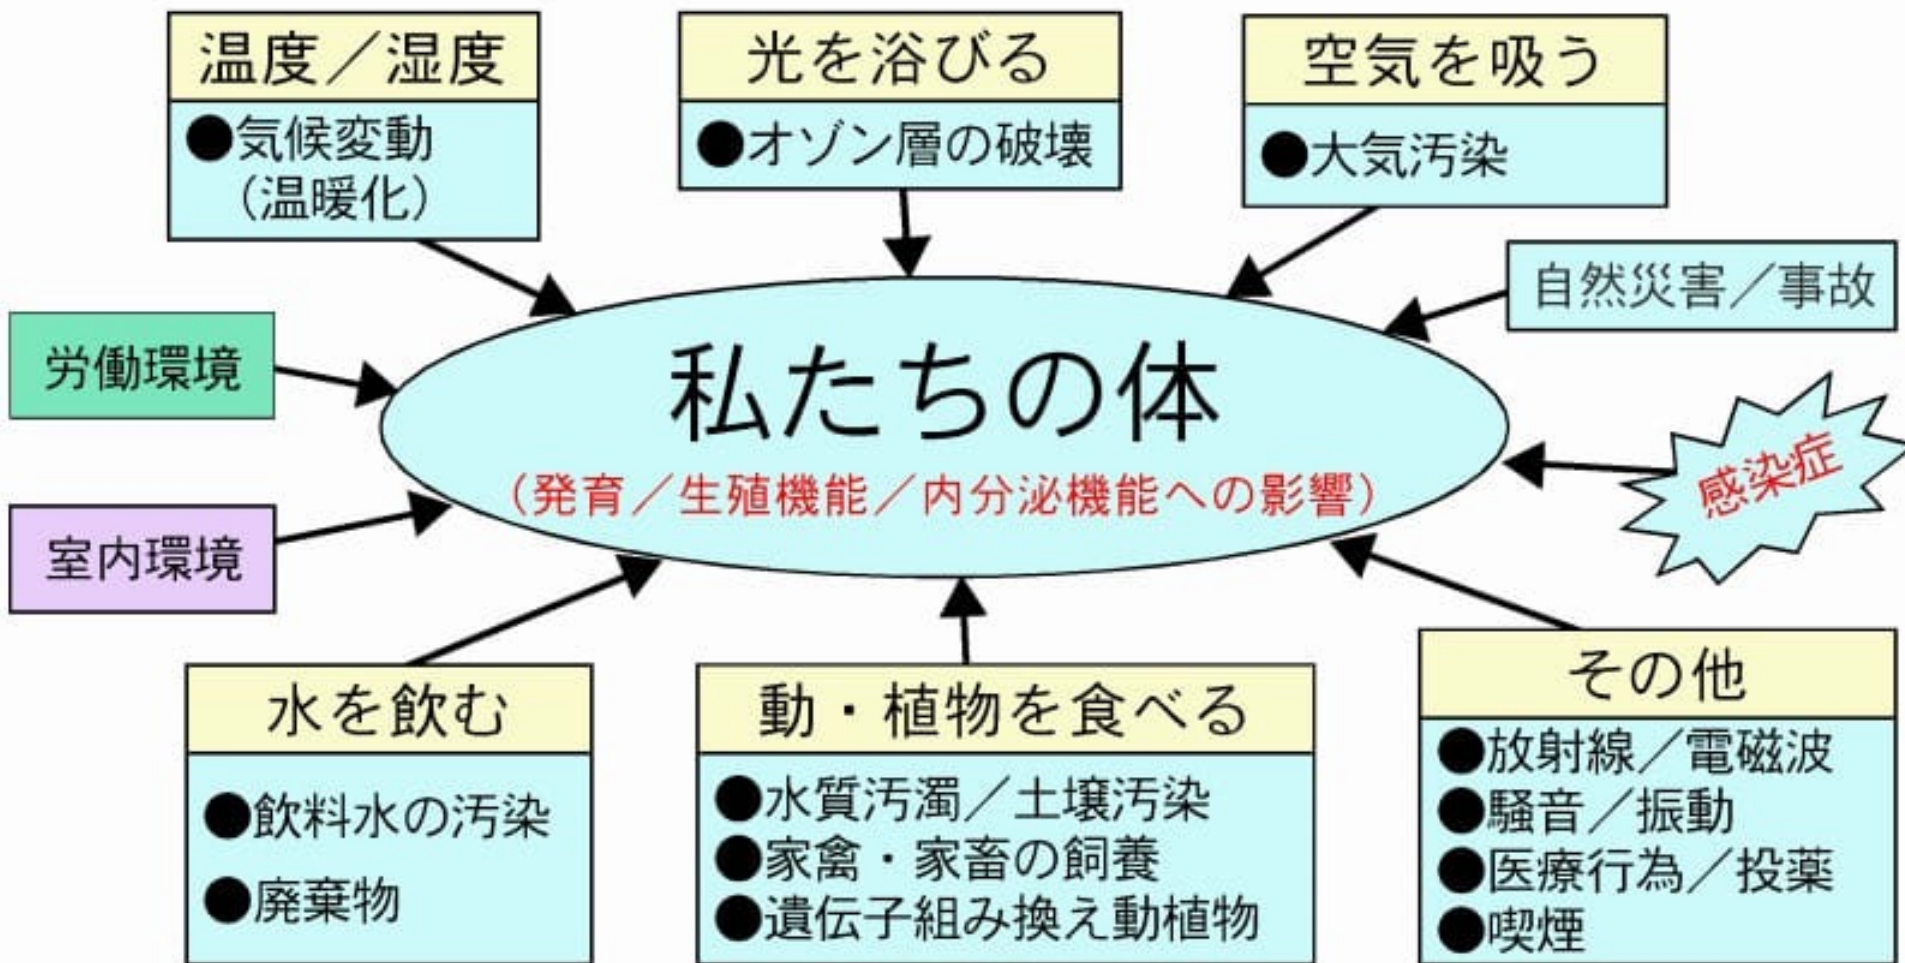 温度／湿度
●気候変動
（温暖化）
光を浴びる
●オゾン層の破壊
空気を吸う
●大気汚染
自然災害／事故
労働環境
私たちの体
（発育／生殖機能／内分泌機能への影響）
感染症
室内環境
水を飲む
●飲料水の汚染
●廃棄物
動・植物を食べる
●水質汚濁／土壌汚染
●家禽・家畜の飼養
●遺伝子組み換え動植物
その他
●放射線／電磁波
●騒音／振動
●医療行為／投薬
●喫煙